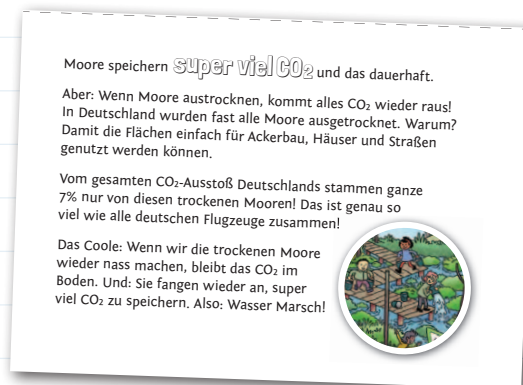 Moore speichern super viel CO₂ und das dauerhaft.
Aber: Wenn Moore austrocknen, kommt alles CO₂ wieder raus!
In Deutschland wurden fast alle Moore ausgetrocknet. Warum?
Damit die Flächen einfach für Ackerbau, Häuser und Straßen
genutzt werden können.
Vom gesamten CO₂-Ausstoß Deutschlands stammen ganze
7% nur von diesen trockenen Mooren! Das ist genau so
viel wie alle deutschen Flugzeuge zusammen!
Das Coole: Wenn wir die trockenen Moore
wieder nass machen, bleibt das CO₂ im
Boden. Und: Sie fangen wieder an, super
viel CO₂ zu speichern. Also: Wasser Marsch!